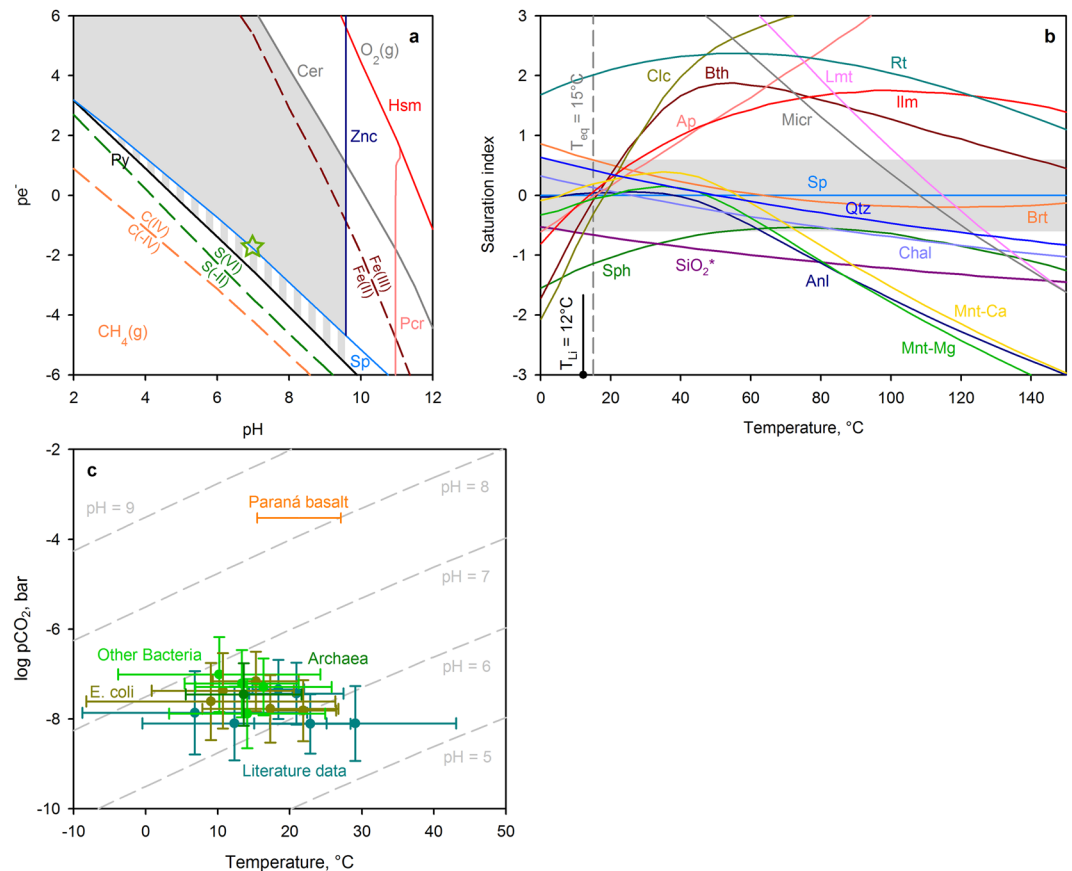 a
6
4
2
0
-2
-4
-6
pe⁻
2
4
6
8
10
12
pH
O₂(g)
Cer
Hsm
Znc
Py
C(IV)
C(-IV)
S(VI)
S(-II)
Fe(III)
Fe(II)
CH₄(g)
Pcr
Sp
b
3
2
1
0
-1
-2
-3
Saturation index
0
20
40
60
80
100
120
140
Temperature, °C
T_eq = 15°C
T_Li = 12°C
Clc
Bth
Lmt
Rt
Ap
Micr
Ilm
Sp
Qtz
Brt
Chal
Sph
SiO₂*
Anl
Mnt-Ca
Mnt-Mg
c
-2
-4
-6
-8
-10
log pCO₂, bar
-10
0
10
20
30
40
50
Temperature, °C
pH = 9
Paraná basalt
pH = 8
pH = 7
Other Bacteria
Archaea
pH = 6
E. coli
pH = 5
Literature data